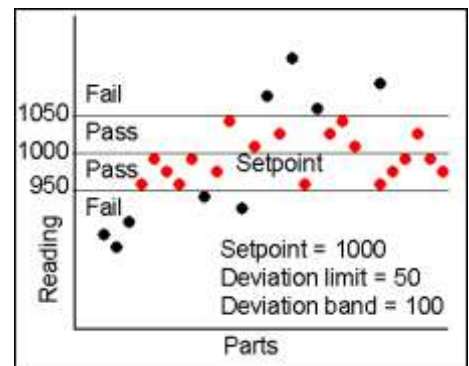 Fail
1050
Pass
1000
Setpoint
Pass
950
Fail
Reading
Setpoint = 1000
Deviation limit = 50
Deviation band = 100
Parts